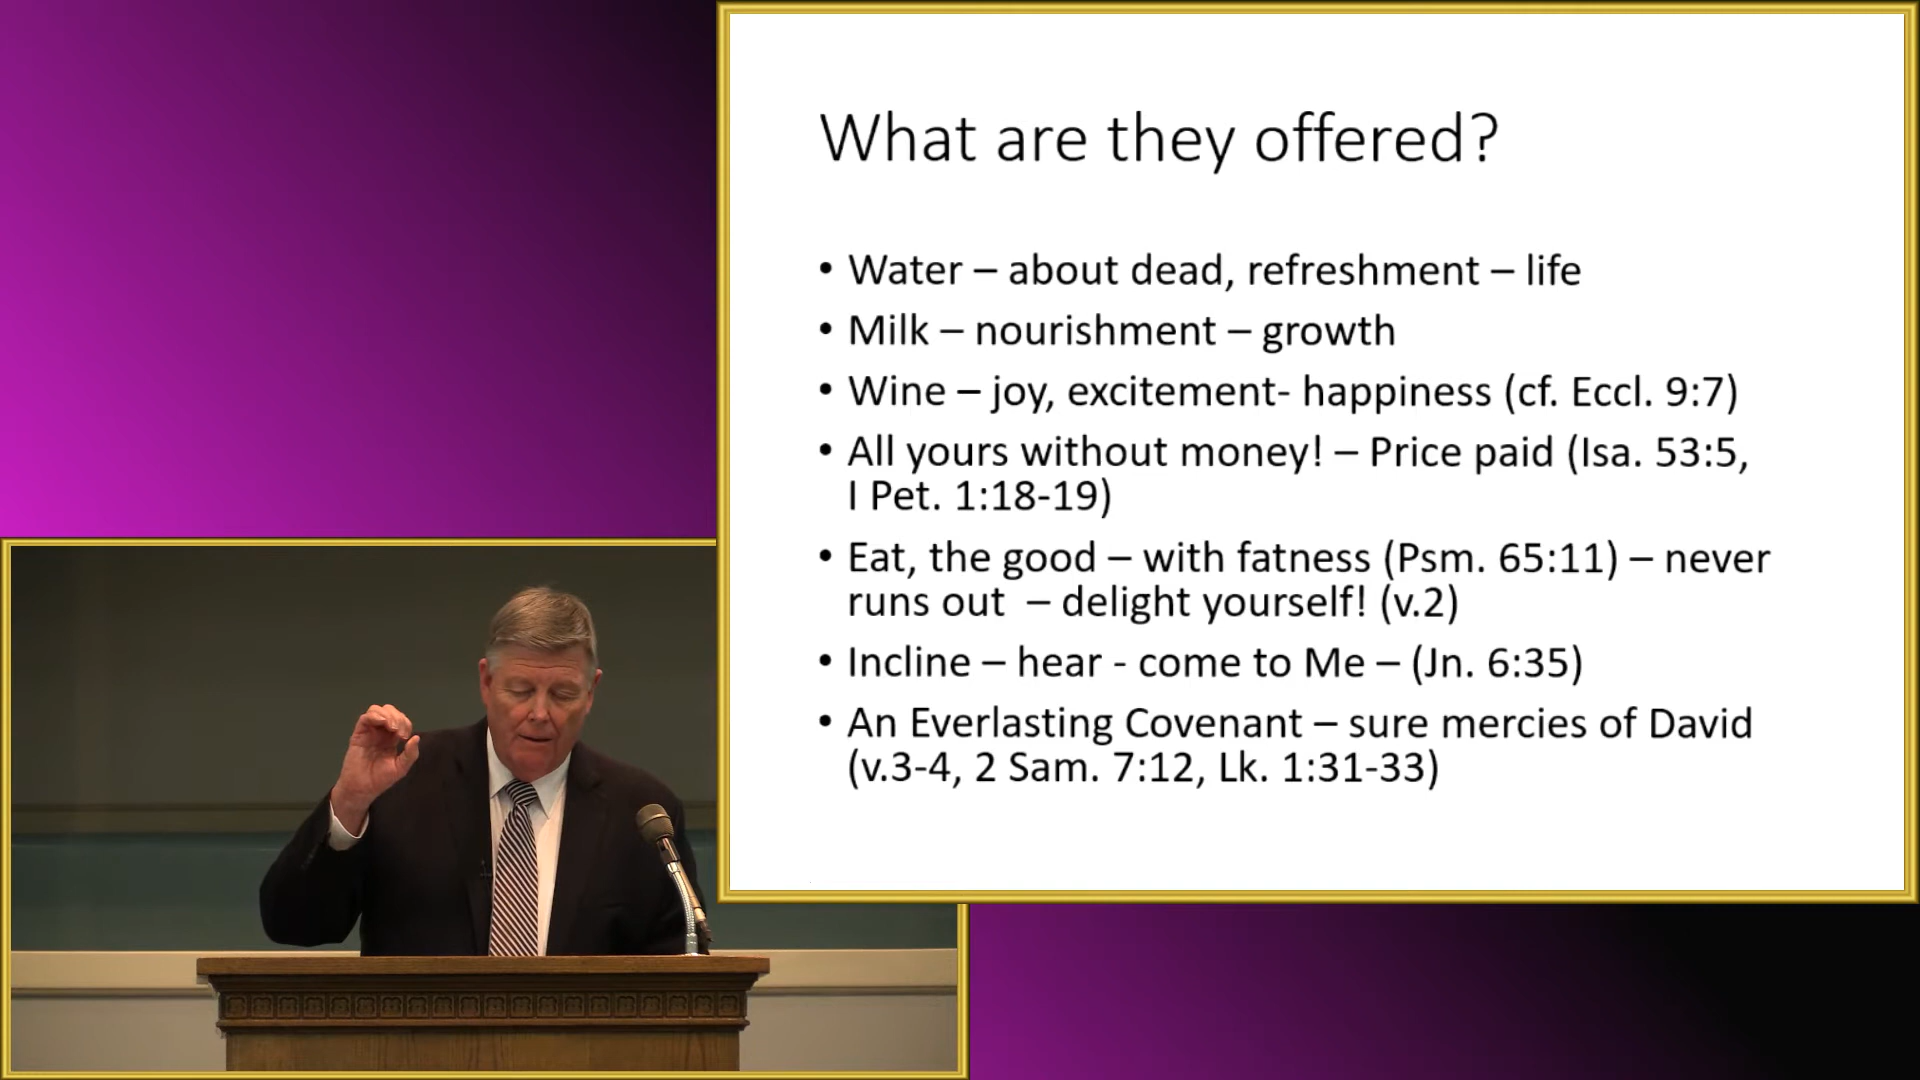 What are they offered?
• Water – about dead, refreshment – life
• Milk – nourishment – growth
• Wine – joy, excitement- happiness (cf. Eccl. 9:7)
• All yours without money! – Price paid (Isa. 53:5,
I Pet. 1:18-19)
• Eat, the good – with fatness (Psm. 65:11) – never
runs out – delight yourself! (v.2)
• Incline – hear - come to Me – (Jn. 6:35)
• An Everlasting Covenant – sure mercies of David
(v.3-4, 2 Sam. 7:12, Lk. 1:31-33)